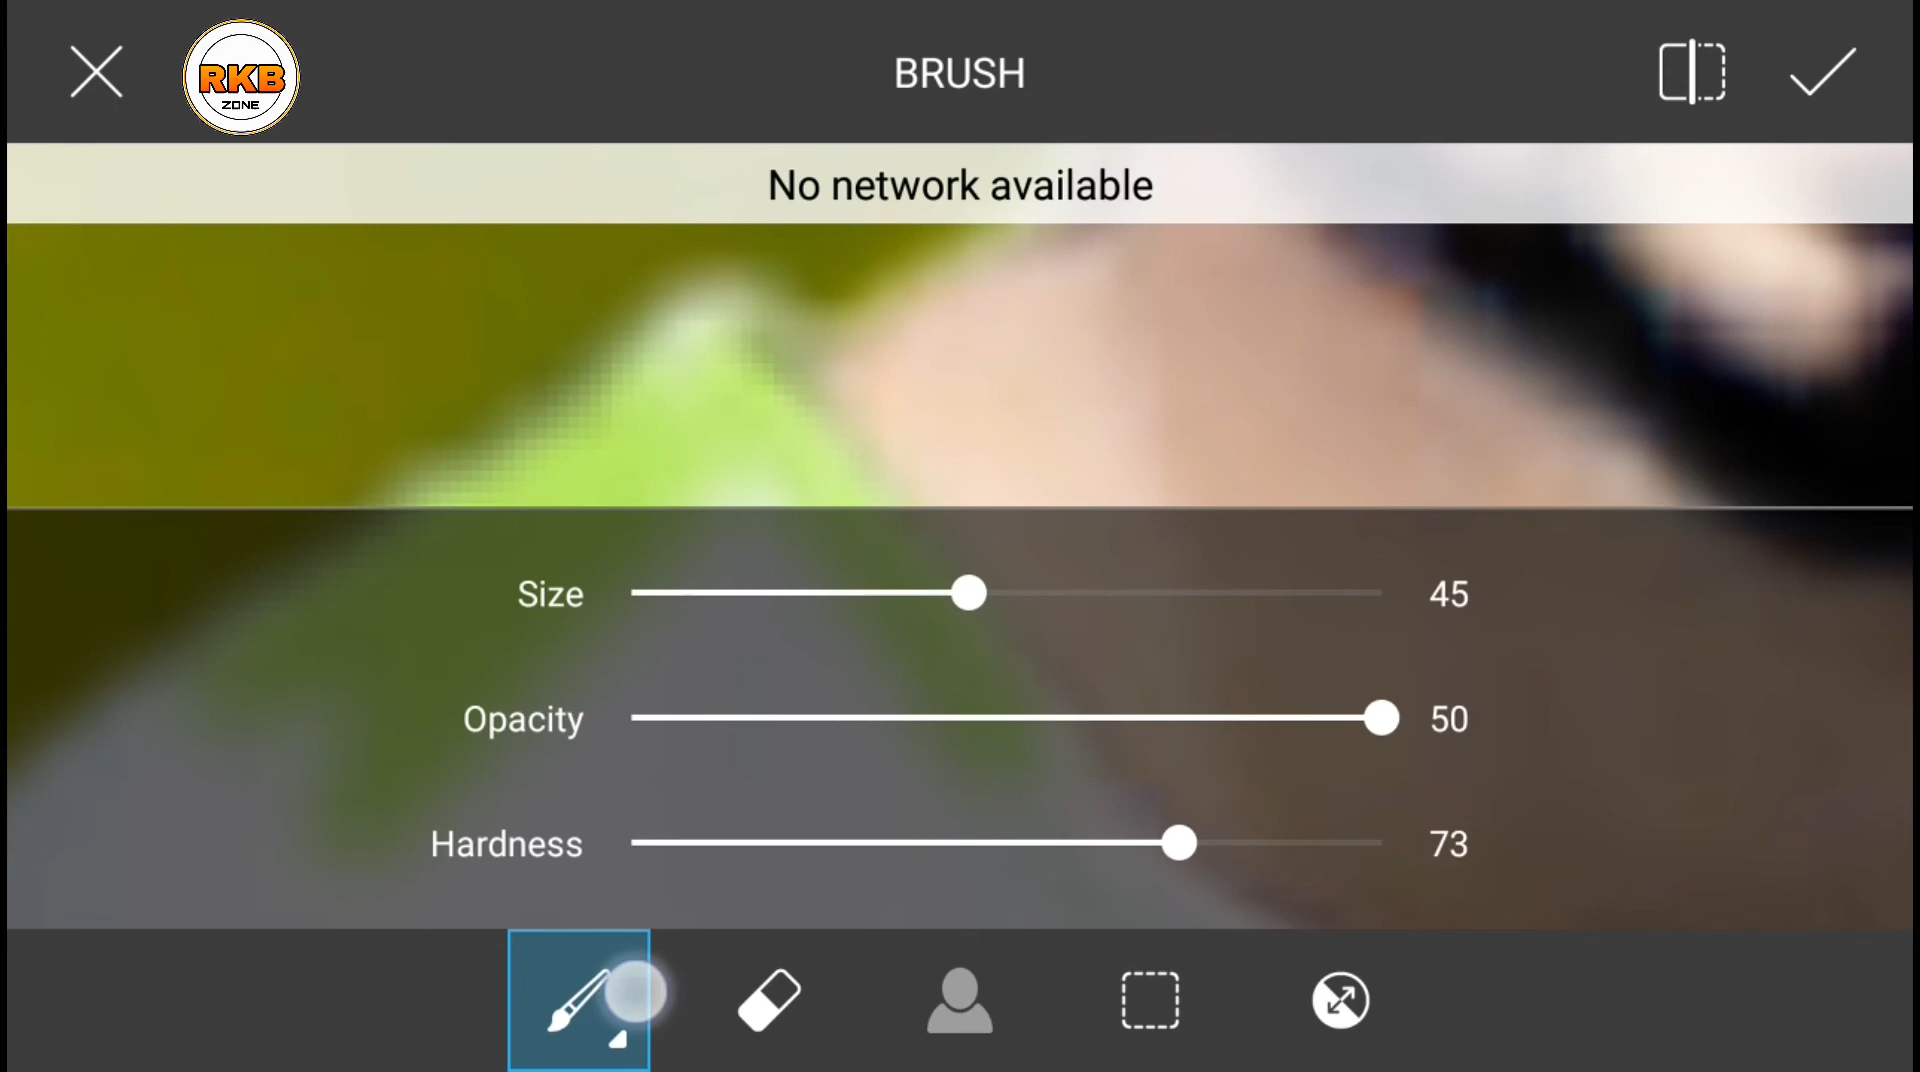 RKB
ZONE
BRUSH
No network available
Size 45
Opacity 50
Hardness 73